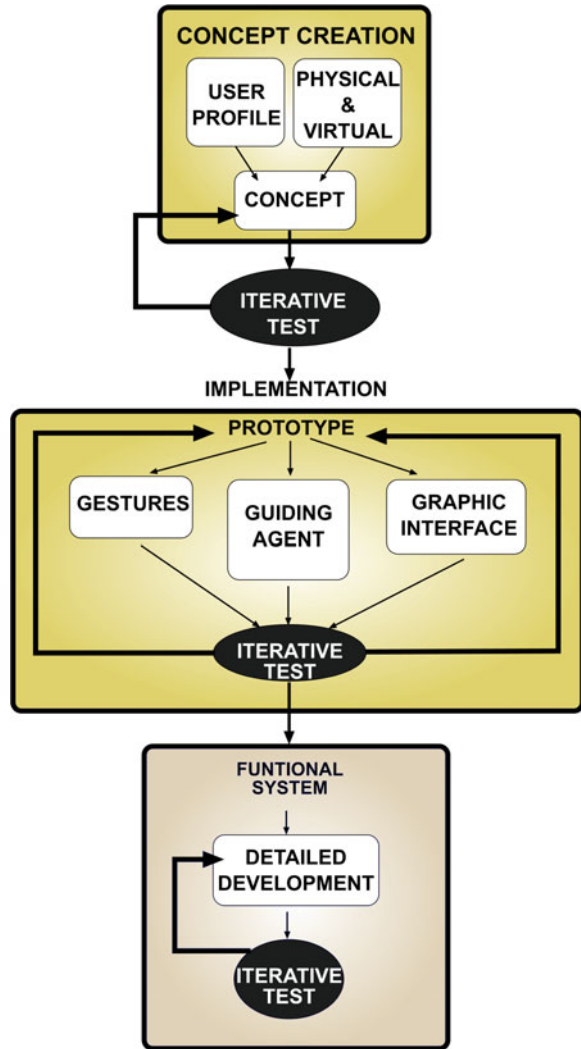 CONCEPT CREATION
USER
PROFILE
PHYSICAL
&
VIRTUAL
CONCEPT
ITERATIVE
TEST
IMPLEMENTATION
PROTOTYPE
GESTURES
GUIDING
AGENT
GRAPHIC
INTERFACE
ITERATIVE
TEST
FUNTIONAL
SYSTEM
DETAILED
DEVELOPMENT
ITERATIVE
TEST